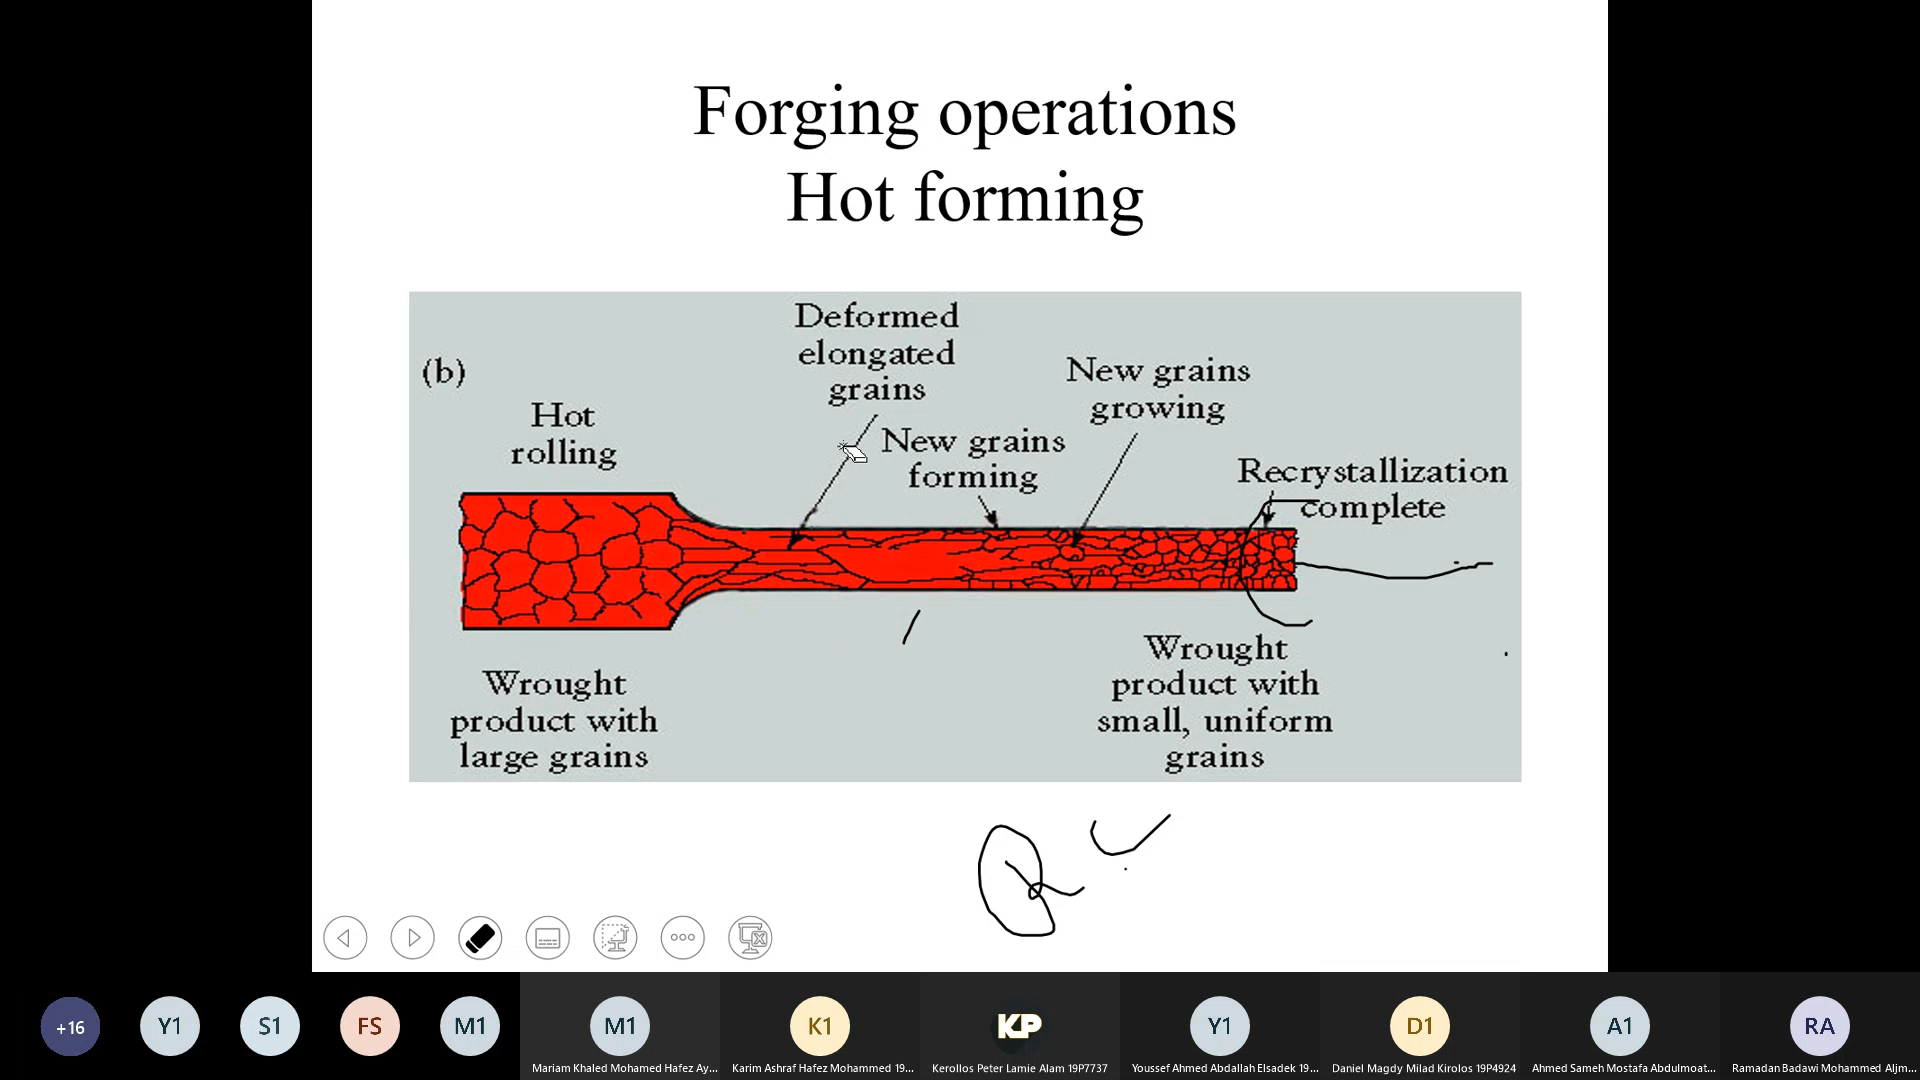 Forging operations
Hot forming
(b)
Hot
rolling
Deformed
elongated
grains
New grains
forming
New grains
growing
Recrystallization
complete
Wrought
product with
large grains
Wrought
product with
small, uniform
grains
+16
Y1
S1
FS
M1
M1
K1
KP
Y1
D1
A1
RA
Mariam Khaled Mohamed Hafez Ay...
Karim Ashraf Hafez Mohammed 19...
Kerollos Peter Lamie Alam 19P7737
Youssef Ahmed Abdallah Elsadek 19...
Daniel Magdy Milad Kirolos 19P4924
Ahmed Sameh Mostafa Abdulmoat...
Ramadan Badawi Mohammed Aljm...